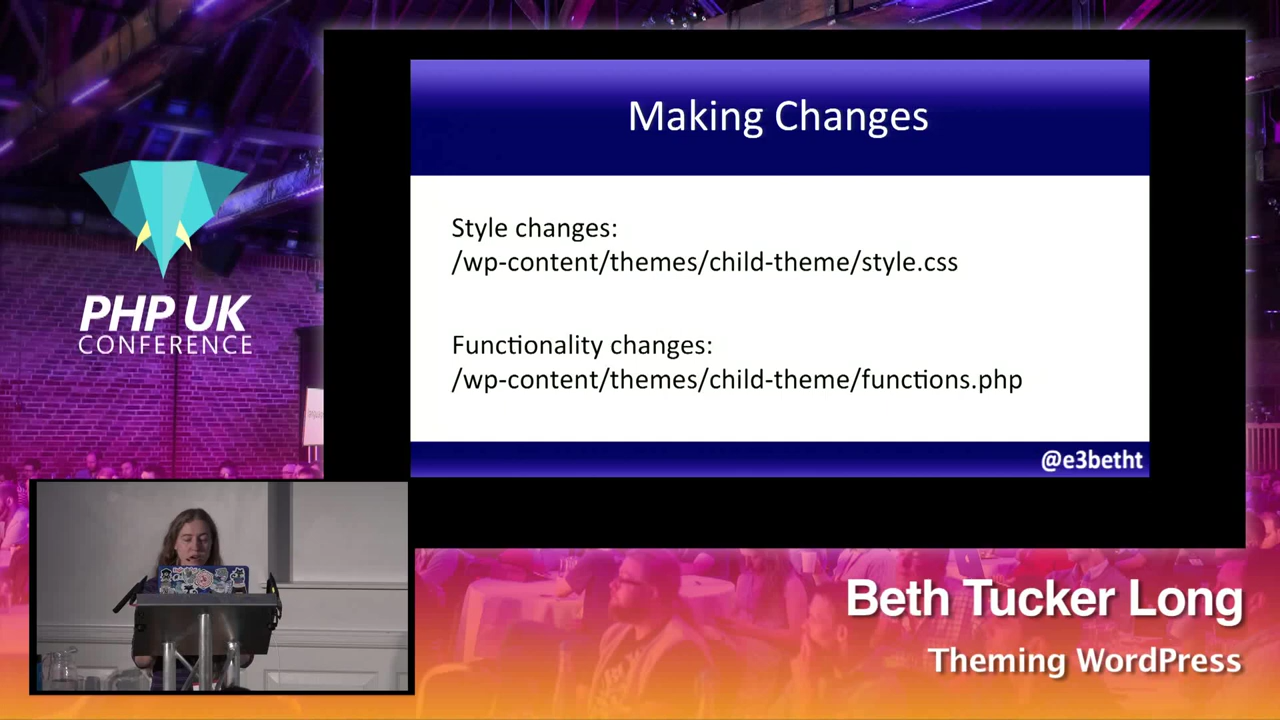 Making Changes
Style changes:
/wp-content/themes/child-theme/style.css
Functionality changes:
/wp-content/themes/child-theme/functions.php
@e3betht
PHP UK
CONFERENCE
Beth Tucker Long
Theming WordPress